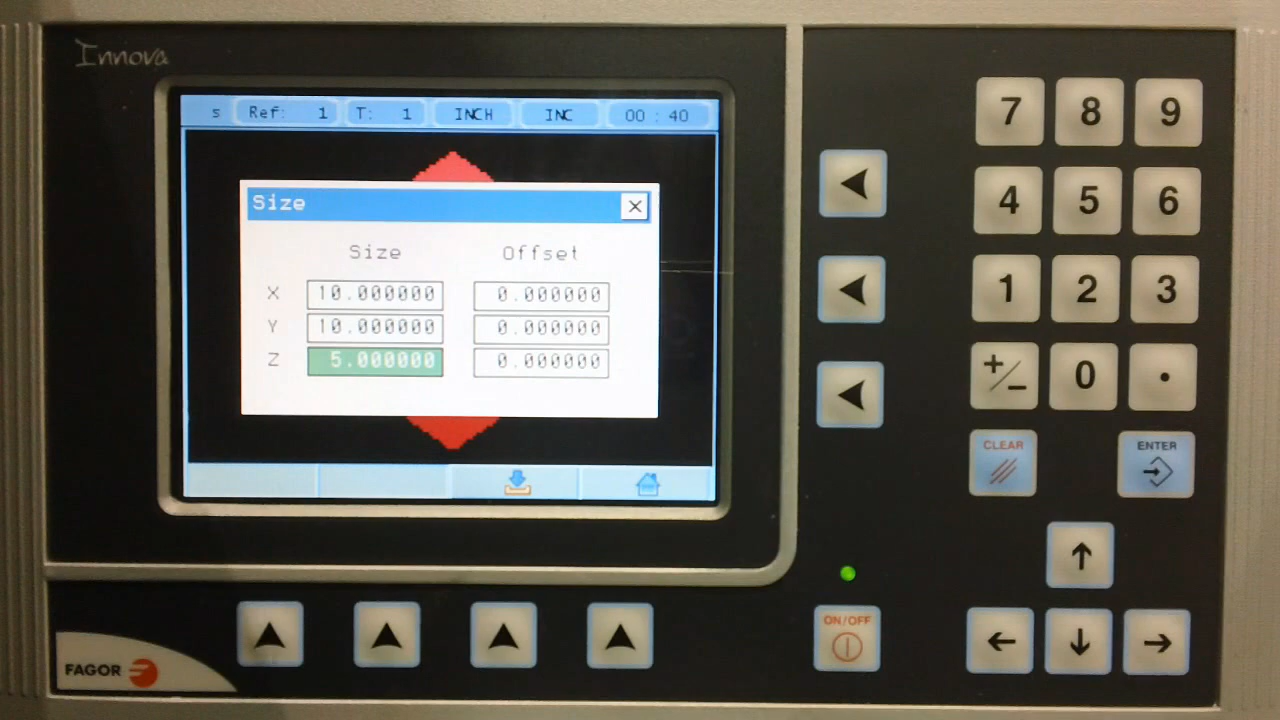 Innova
s Ref: 1 T: 1 INCH INC 00 : 40
Size
Size Offset
X 10.000000 0.000000
Y 10.000000 0.000000
Z 5.000000 0.000000
7 8 9
4 5 6
1 2 3
+/- 0 .
CLEAR ENTER
ON/OFF
FAGOR